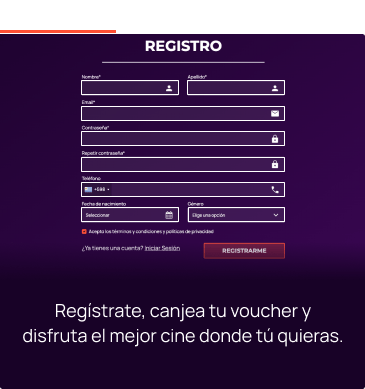 REGISTRO
Nombre* Apellido*
Email*
Contraseña*
Repetir contraseña*
Teléfono
+598
Fecha de nacimiento Género
Seleccionar Elige una opción
Acepto los términos y condiciones y políticas de privacidad
¿Ya tienes una cuenta? Iniciar Sesión REGISTRARME
Regístrate, canjea tu voucher y
disfruta el mejor cine donde tú quieras.